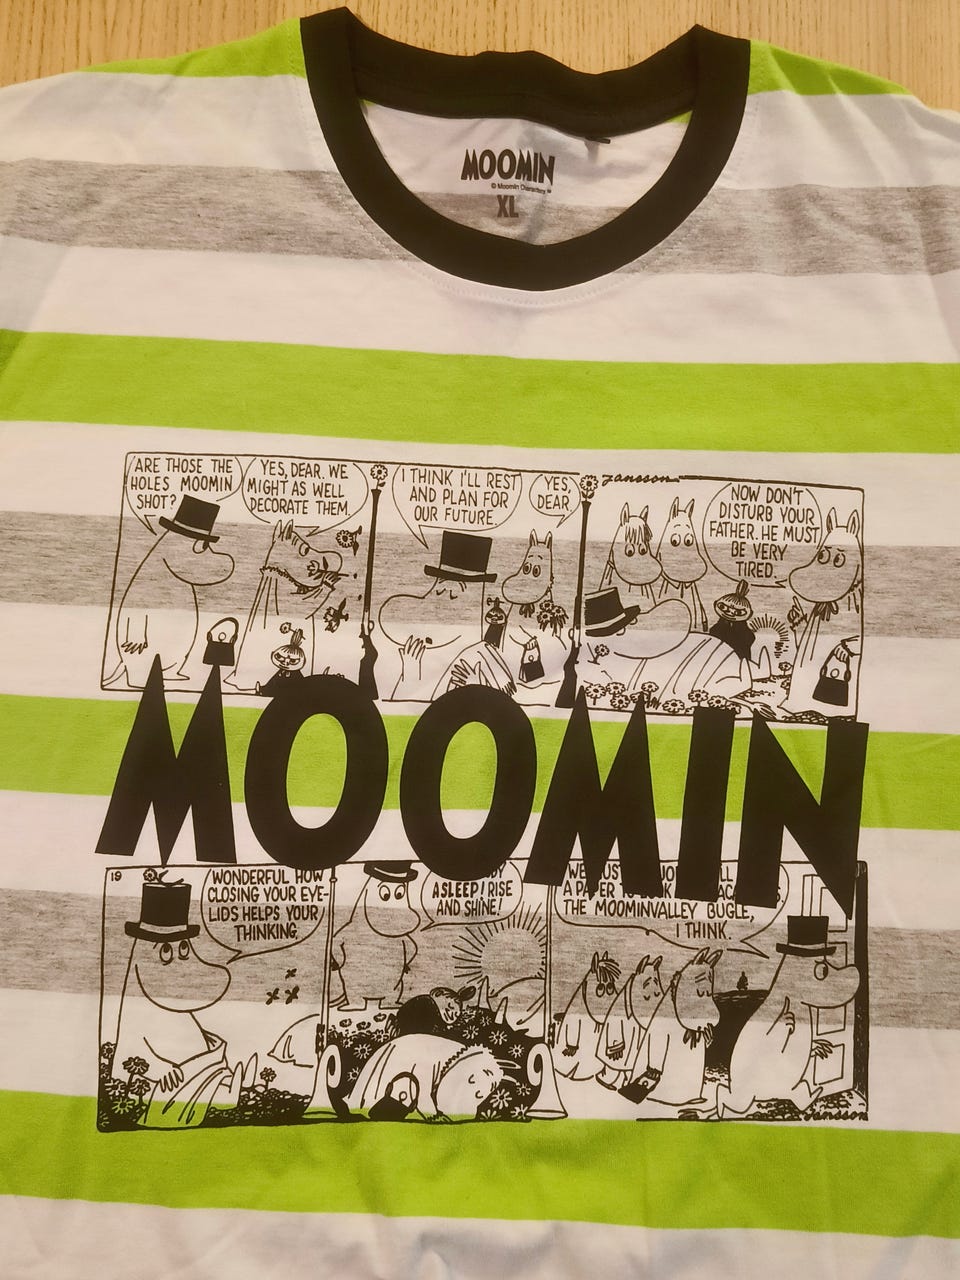 MOOMIN
© Moomin Characters™
XL
ARE THOSE THE
HOLES MOOMIN
SHOT?
YES, DEAR. WE
MIGHT AS WELL
DECORATE THEM.
I THINK I'LL REST
AND PLAN FOR
OUR FUTURE.
YES,
DEAR.
Jansson
NOW DON'T
DISTURB YOUR
FATHER. HE MUST
BE VERY
TIRED.
MOOMIN
19
WONDERFUL HOW
CLOSING YOUR EYE-
LIDS HELPS YOUR
THINKING.
ASLEEP! RISE
AND SHINE!
A PAPER
THE MOOMINVALLEY BUGLE,
I THINK.
Jansson